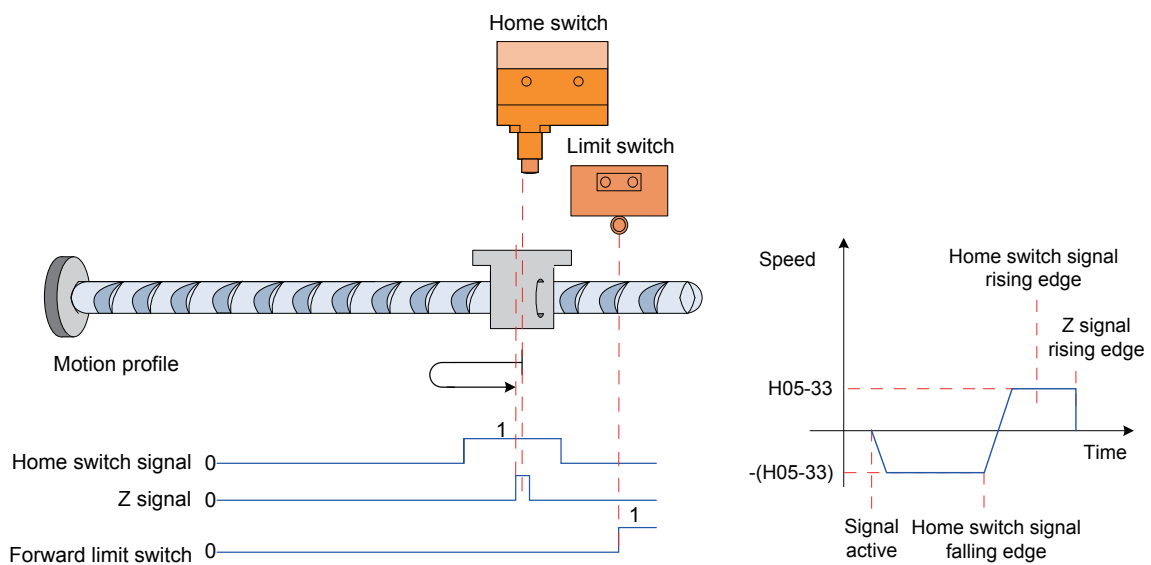 Home switch
Limit switch
Motion profile
1
Home switch signal 0
Z signal 0
1
Forward limit switch 0
Speed
Home switch signal
rising edge
Z signal
rising edge
H05-33
Time
-(H05-33)
Signal
active
Home switch signal
falling edge